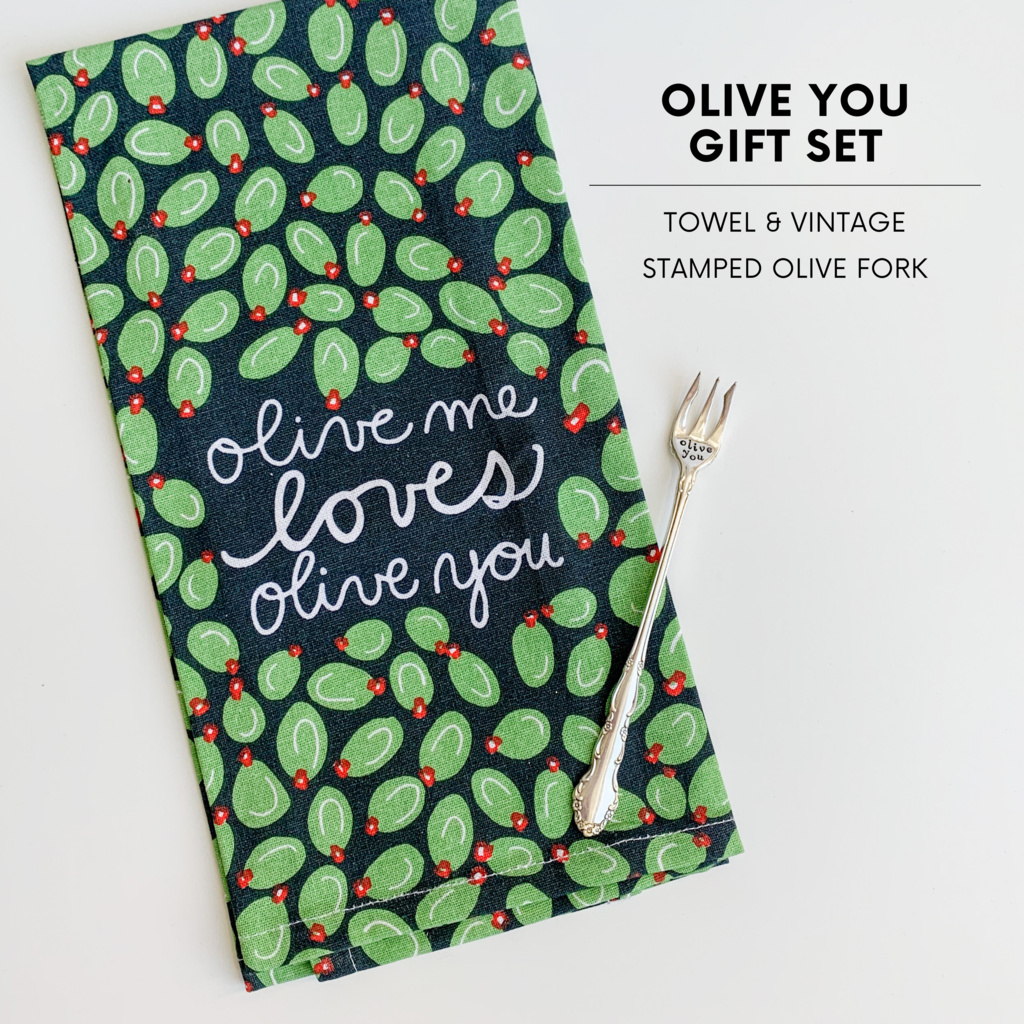 OLIVE YOU
GIFT SET
TOWEL & VINTAGE
STAMPED OLIVE FORK
olive me
loves
olive you
olive
you